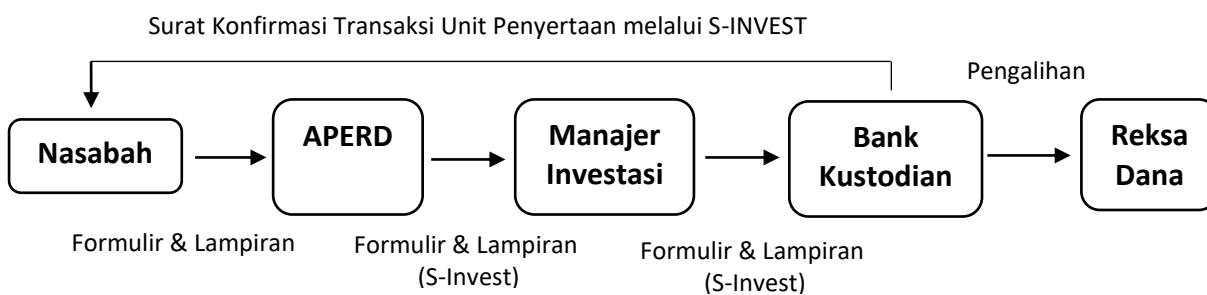 Surat Konfirmasi Transaksi Unit Penyertaan melalui S-INVEST
Pengalihan
Nasabah
APERD
Manajer
Investasi
Bank
Kustodian
Reksa
Dana
Formulir & Lampiran
Formulir & Lampiran
(S-Invest)
Formulir & Lampiran
(S-Invest)